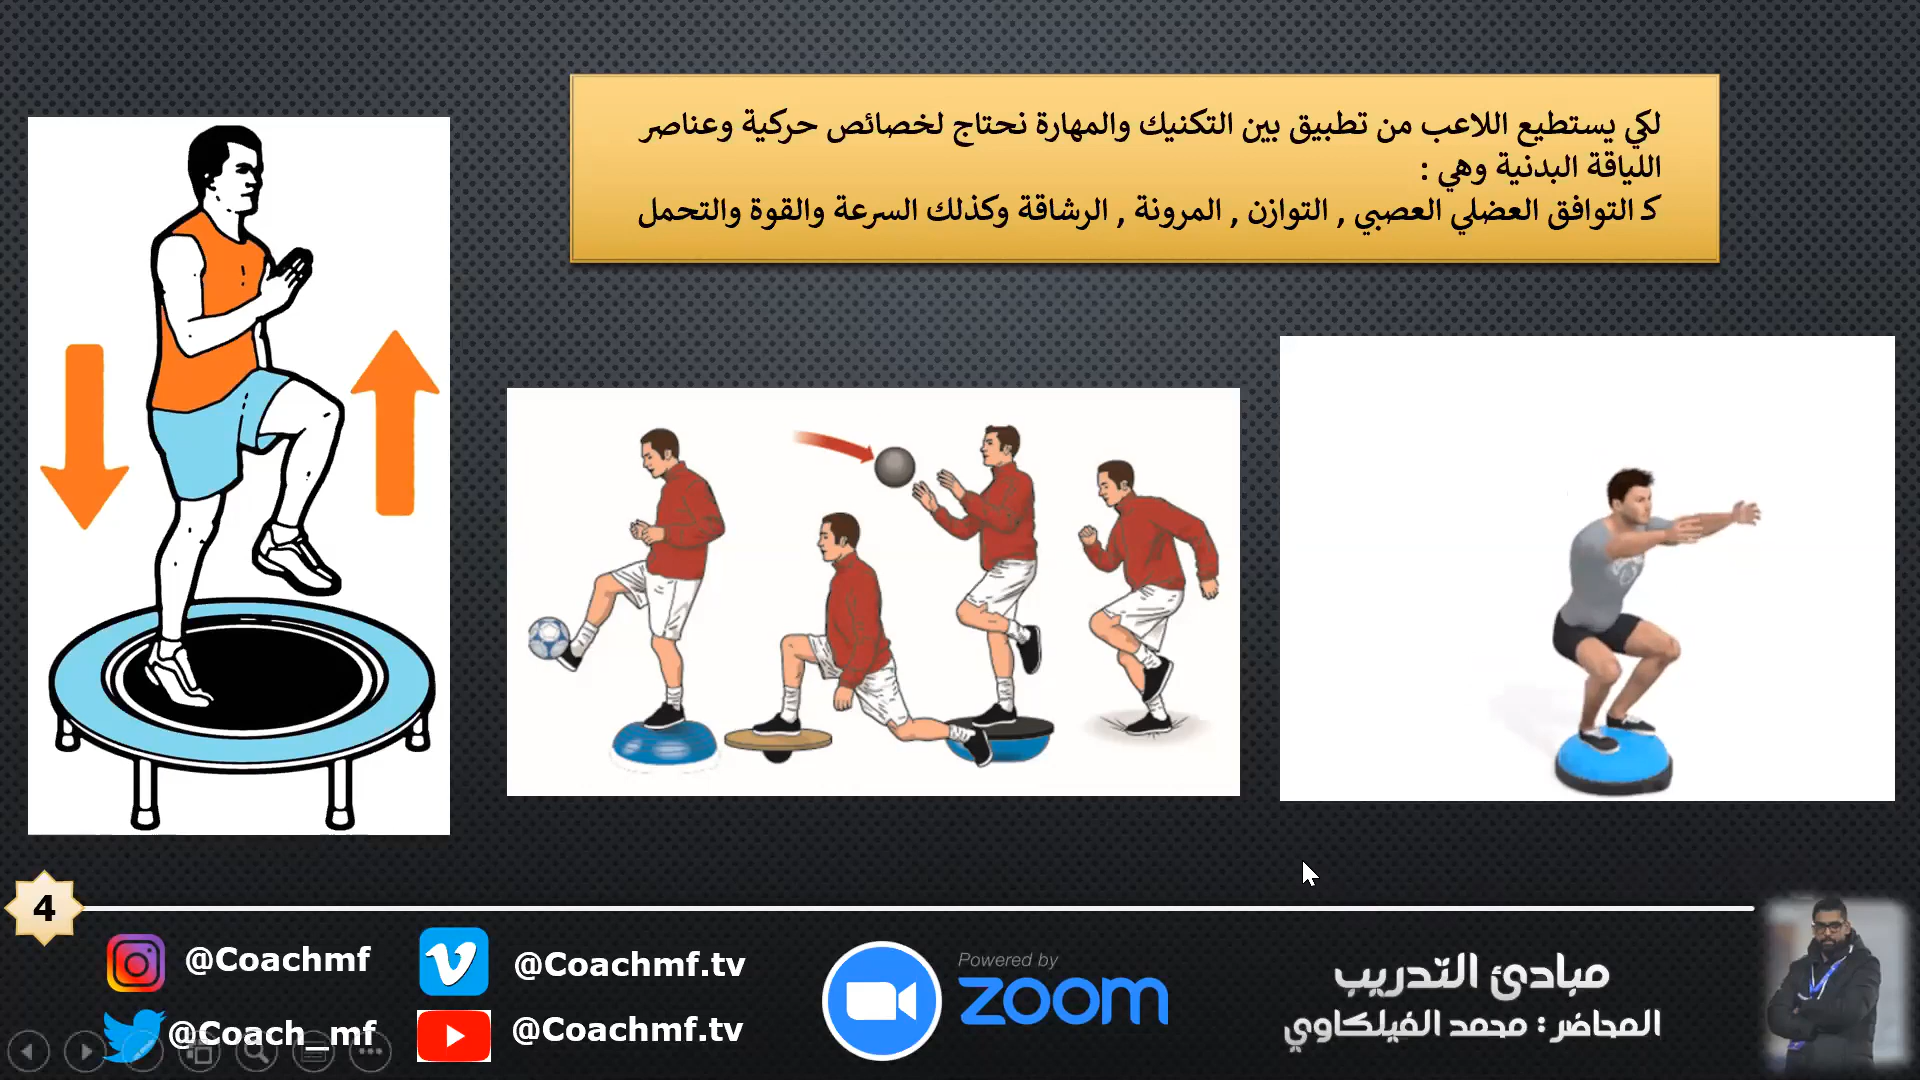 لكي يستطيع اللاعب من تطبيق بين التكنيك والمهارة نحتاج لخصائص حركية وعناصر
اللياقة البدنية وهي :
كـ التوافق العضلي العصبي , التوازن , المرونة , الرشاقة وكذلك السرعة والقوة والتحمل
4
@Coachmf
@Coachmf.tv
@Coach_mf
@Coachmf.tv
Powered by
zoom
مبادئ التدريب
المحاضر : محمد الفيلكاوي